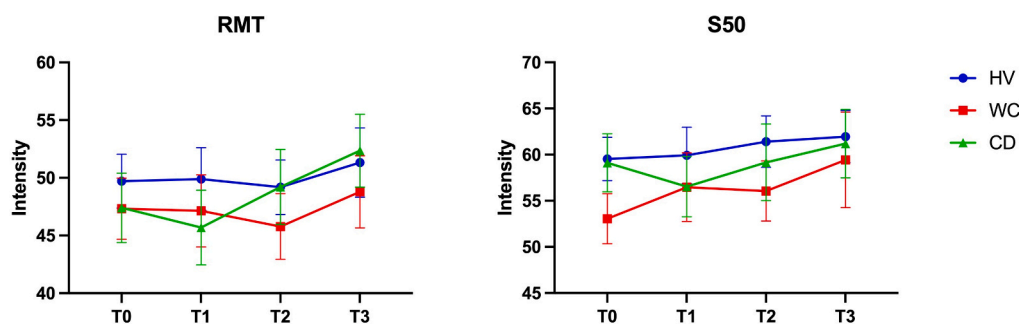 RMT
Intensity
60
55
50
45
40
T0 T1 T2 T3
S50
Intensity
70
65
60
55
50
45
T0 T1 T2 T3
HV
WC
CD